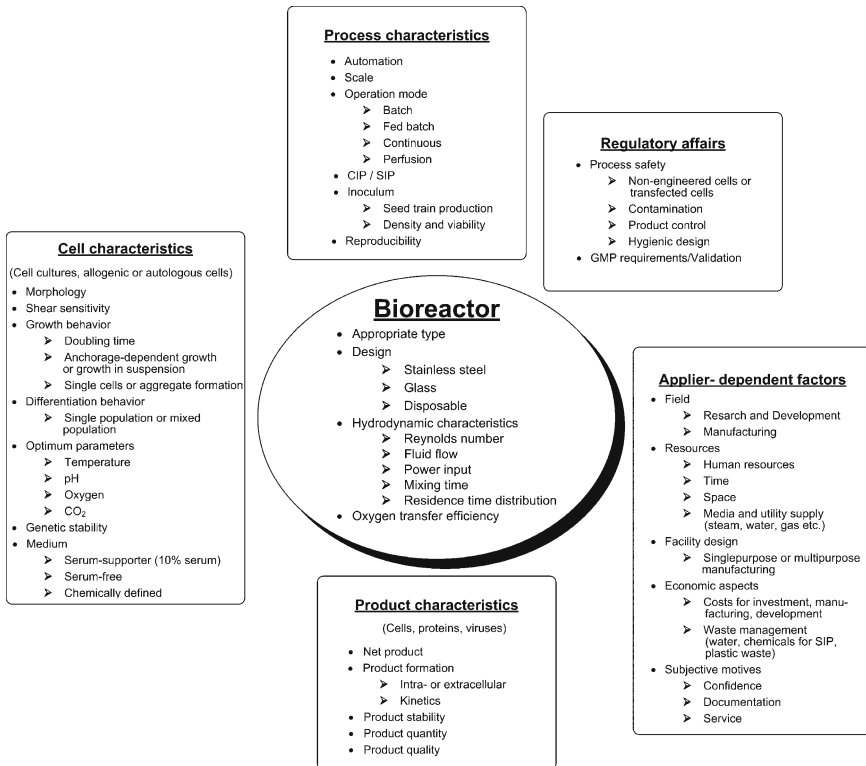 Process characteristics
• Automation
• Scale
• Operation mode
➢ Batch
➢ Fed batch
➢ Continuous
➢ Perfusion
• CIP / SIP
• Inoculum
➢ Seed train production
➢ Density and viability
• Reproducibility
Regulatory affairs
• Process safety
➢ Non-engineered cells or
transfected cells
➢ Contamination
➢ Product control
➢ Hygienic design
• GMP requirements/Validation
Cell characteristics
(Cell cultures, allogenic or autologous cells)
• Morphology
• Shear sensitivity
• Growth behavior
➢ Doubling time
➢ Anchorage-dependent growth
or growth in suspension
➢ Single cells or aggregate formation
• Differentiation behavior
➢ Single population or mixed
population
• Optimum parameters
➢ Temperature
➢ pH
➢ Oxygen
➢ CO₂
• Genetic stability
• Medium
➢ Serum-supporter (10% serum)
➢ Serum-free
➢ Chemically defined
Bioreactor
• Appropriate type
• Design
➢ Stainless steel
➢ Glass
➢ Disposable
• Hydrodynamic characteristics
➢ Reynolds number
➢ Fluid flow
➢ Power input
➢ Mixing time
➢ Residence time distribution
• Oxygen transfer efficiency
Applier- dependent factors
• Field
➢ Resarch and Development
➢ Manufacturing
• Resources
➢ Human resources
➢ Time
➢ Space
➢ Media and utility supply
(steam, water, gas etc.)
• Facility design
➢ Singlepurpose or multipurpose
manufacturing
• Economic aspects
➢ Costs for investment, manu-
facturing, development
➢ Waste management
(water, chemicals for SIP,
plastic waste)
• Subjective motives
➢ Confidence
➢ Documentation
➢ Service
Product characteristics
(Cells, proteins, viruses)
• Net product
• Product formation
➢ Intra- or extracellular
➢ Kinetics
• Product stability
• Product quantity
• Product quality